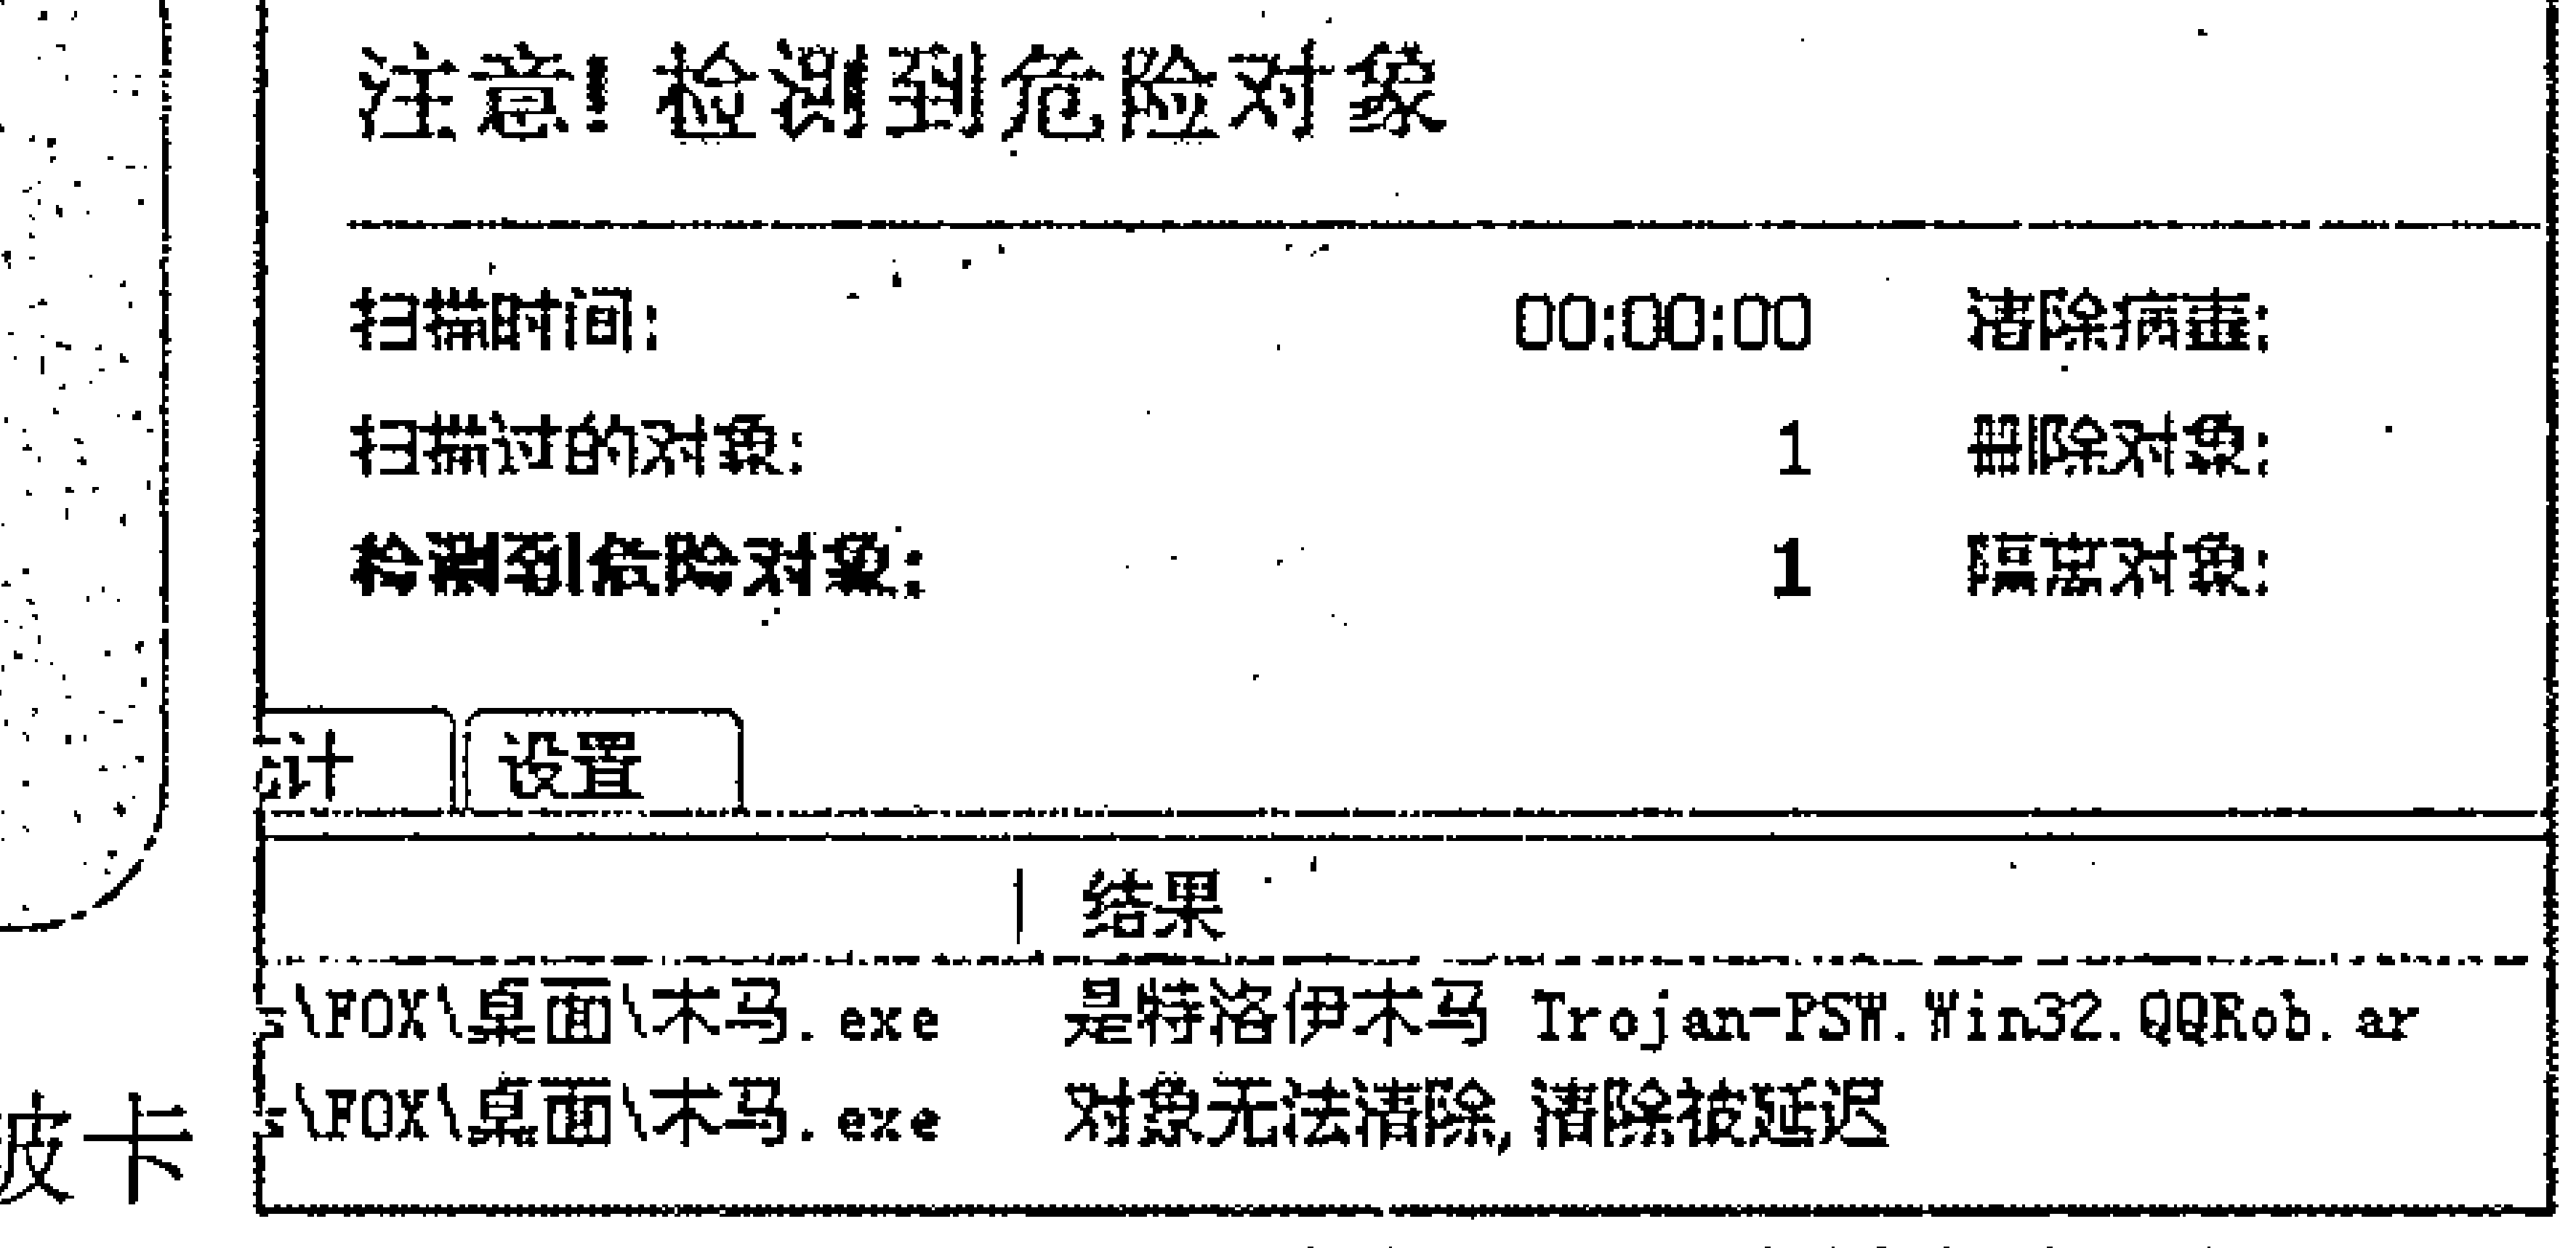 注意!检测到危险对象
扫描时间: 00:00:00 清除病毒:
扫描过的对象: 1 删除对象:
检测到危险对象: 1 隔离对象:
统计 设置
结果
s\FOX\桌面\木马.exe 是特洛伊木马 Trojan-PSW.Win32.QQRob.ar
s\FOX\桌面\木马.exe 对象无法清除,清除被延迟
被卡